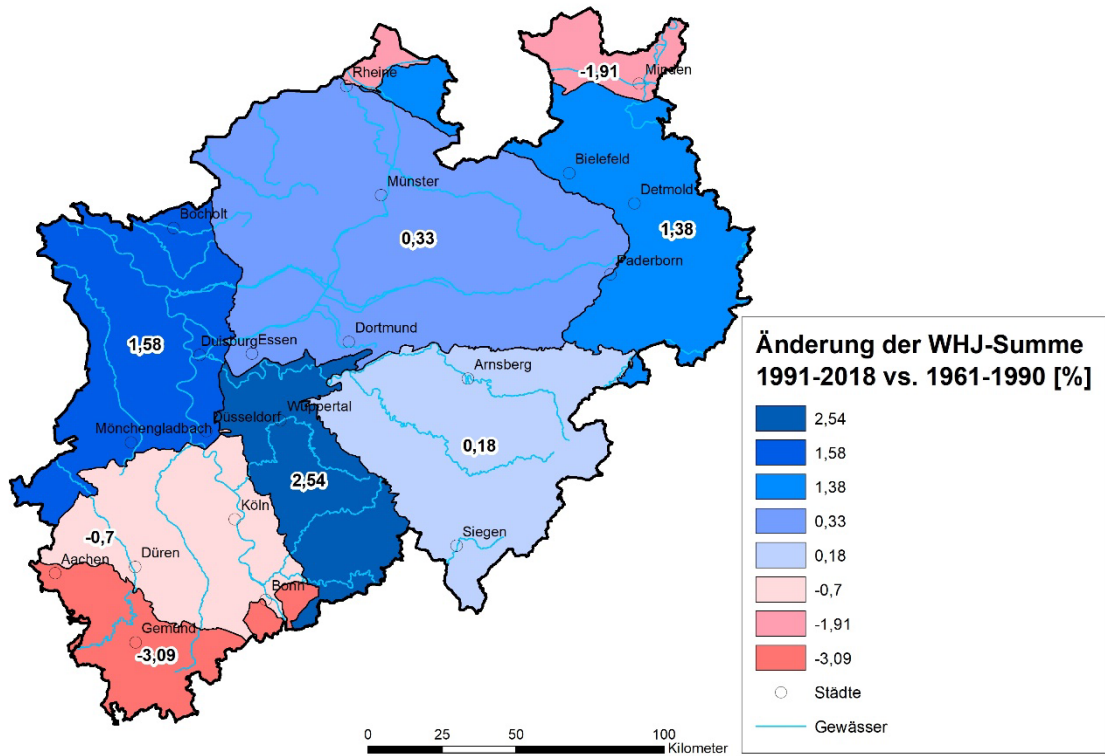 Rheine
-1,91
Minden
Bielefeld
Münster
Detmold
Bocholt
0,33
1,38
Paderborn
Dortmund
1,58
Duisburg
Essen
Arnsberg
Düsseldorf
Wuppertal
Mönchengladbach
0,18
2,54
Köln
-0,7
Siegen
Aachen
Düren
Bonn
Gemünd
-3,09
Änderung der WHJ-Summe
1991-2018 vs. 1961-1990 [%]
2,54
1,58
1,38
0,33
0,18
-0,7
-1,91
-3,09
Städte
Gewässer
0 25 50 100
Kilometer